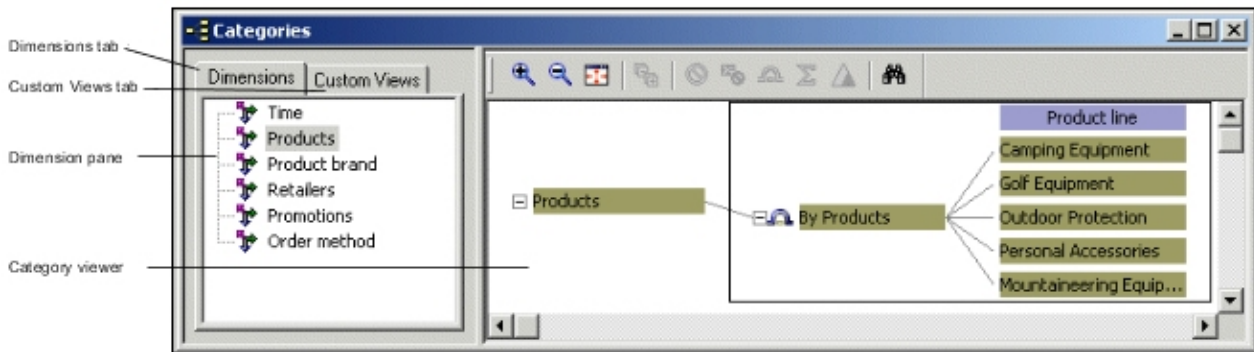 Categories
Dimensions tab
Dimensions
Custom Views
Custom Views tab
Time
Products
Product brand
Retailers
Promotions
Order method
Dimension pane
Category viewer
Products
By Products
Product line
Camping Equipment
Golf Equipment
Outdoor Protection
Personal Accessories
Mountaineering Equip...